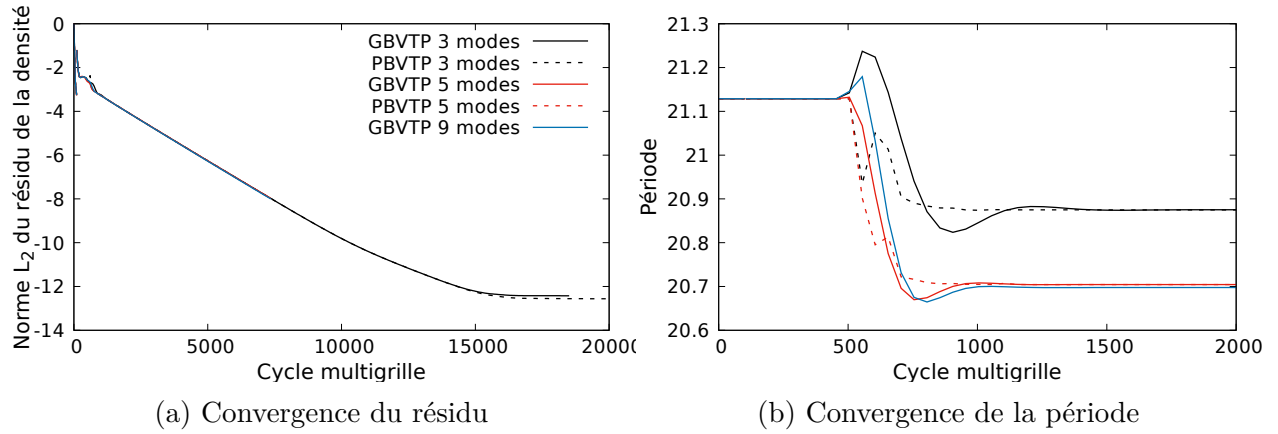 Norme L2 du résidu de la densité
0
-2
-4
-6
-8
-10
-12
-14
0
5000
10000
15000
20000
Cycle multigrille
GBVTP 3 modes
PBVTP 3 modes
GBVTP 5 modes
PBVTP 5 modes
GBVTP 9 modes
(a) Convergence du résidu
Période
21.3
21.2
21.1
21
20.9
20.8
20.7
20.6
0
500
1000
1500
2000
Cycle multigrille
(b) Convergence de la période